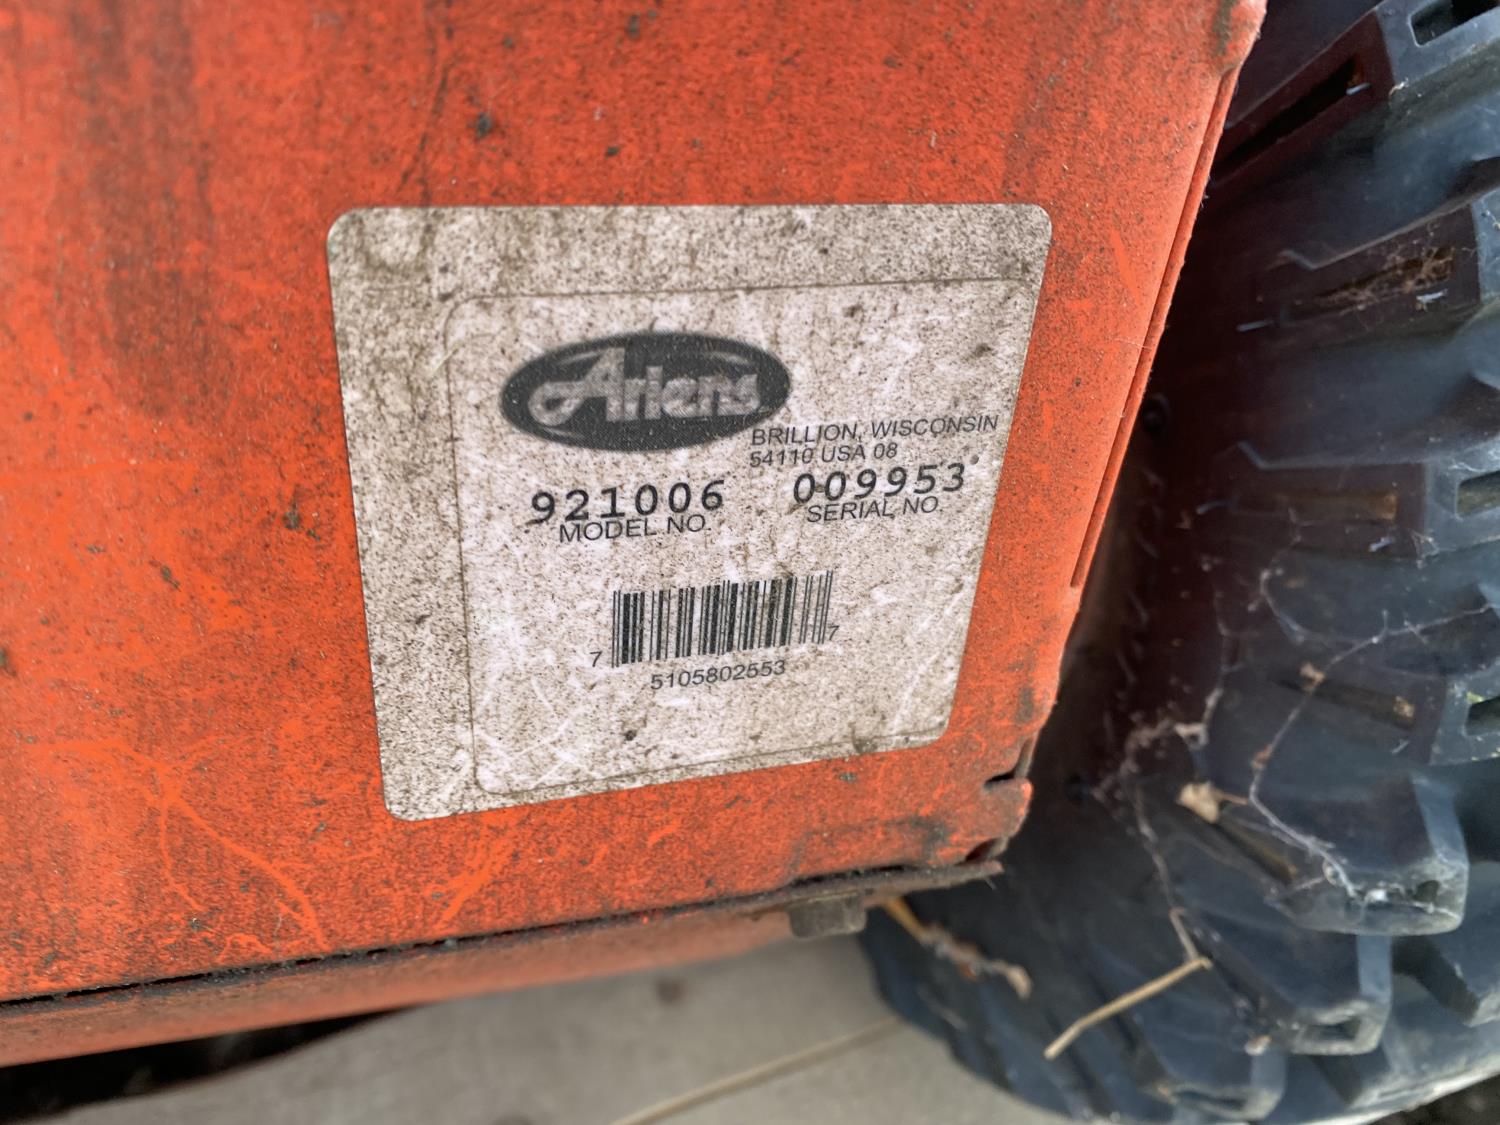 Ariens
BRILLION, WISCONSIN
54110 USA 08
921006 009953
MODEL NO. SERIAL NO.
7 7
5105802553